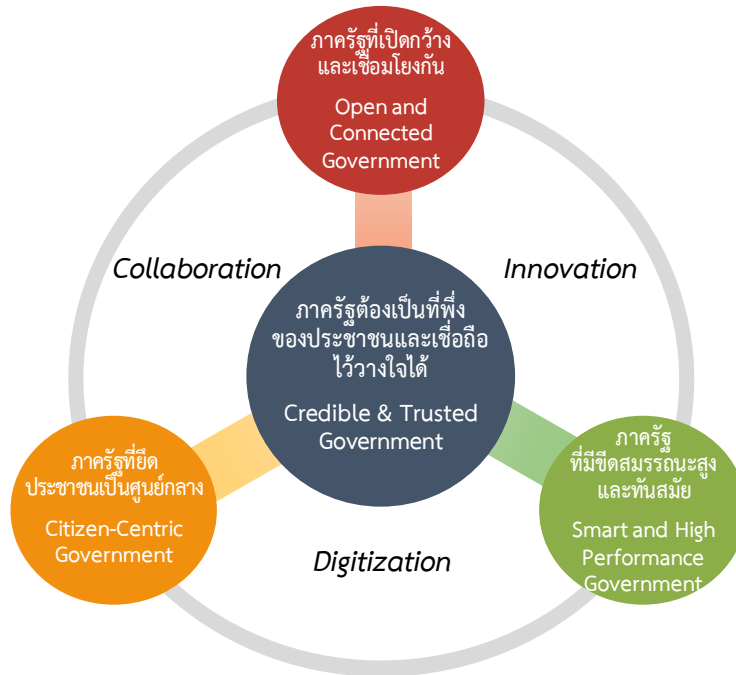 ภาครัฐที่เปิดกว้าง
และเชื่อมโยงกัน
Open and
Connected
Government
Collaboration
Innovation
ภาครัฐต้องเป็นที่พึ่ง
ของประชาชนและเชื่อถือ
ไว้วางใจได้
Credible & Trusted
Government
ภาครัฐที่ยึด
ประชาชนเป็นศูนย์กลาง
Citizen-Centric
Government
ภาครัฐ
ที่มีขีดสมรรถนะสูง
และทันสมัย
Smart and High
Performance
Government
Digitization